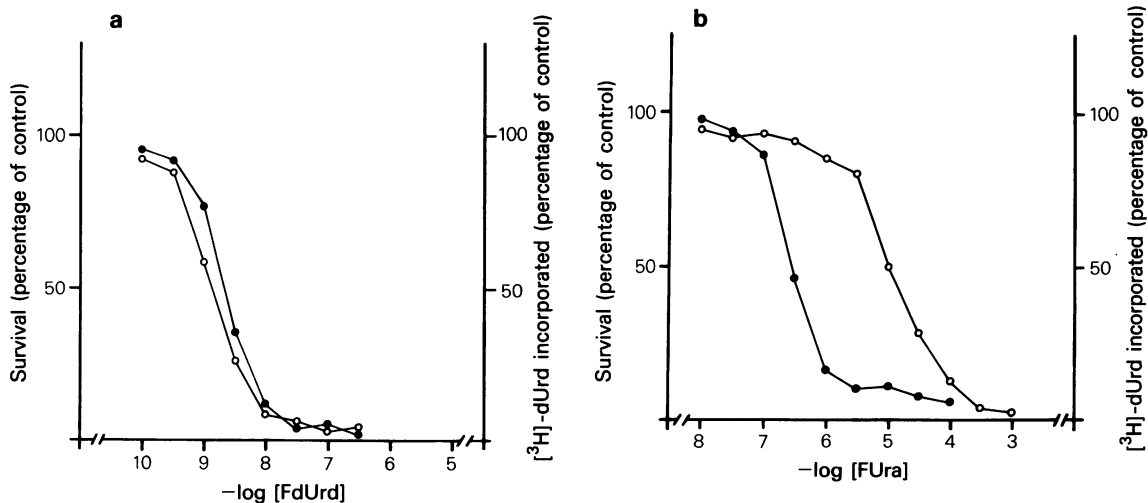 a
Survival (percentage of control)
100
50
100
50
[³H]-dUrd incorporated (percentage of control)
10 9 8 7 6 5
−log [FdUrd]
b
Survival (percentage of control)
100
50
100
50
[³H]-dUrd incorporated (percentage of control)
8 7 6 5 4 3
−log [FUra]